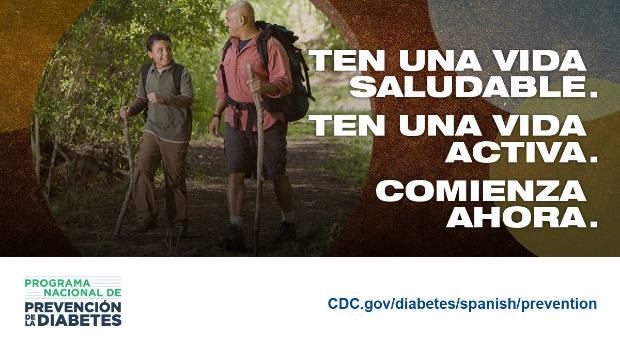 TEN UNA VIDA
SALUDABLE.
TEN UNA VIDA
ACTIVA.
COMIENZA
AHORA.
PROGRAMA
NACIONAL DE
PREVENCIÓN
DE LA DIABETES
CDC.gov/diabetes/spanish/prevention